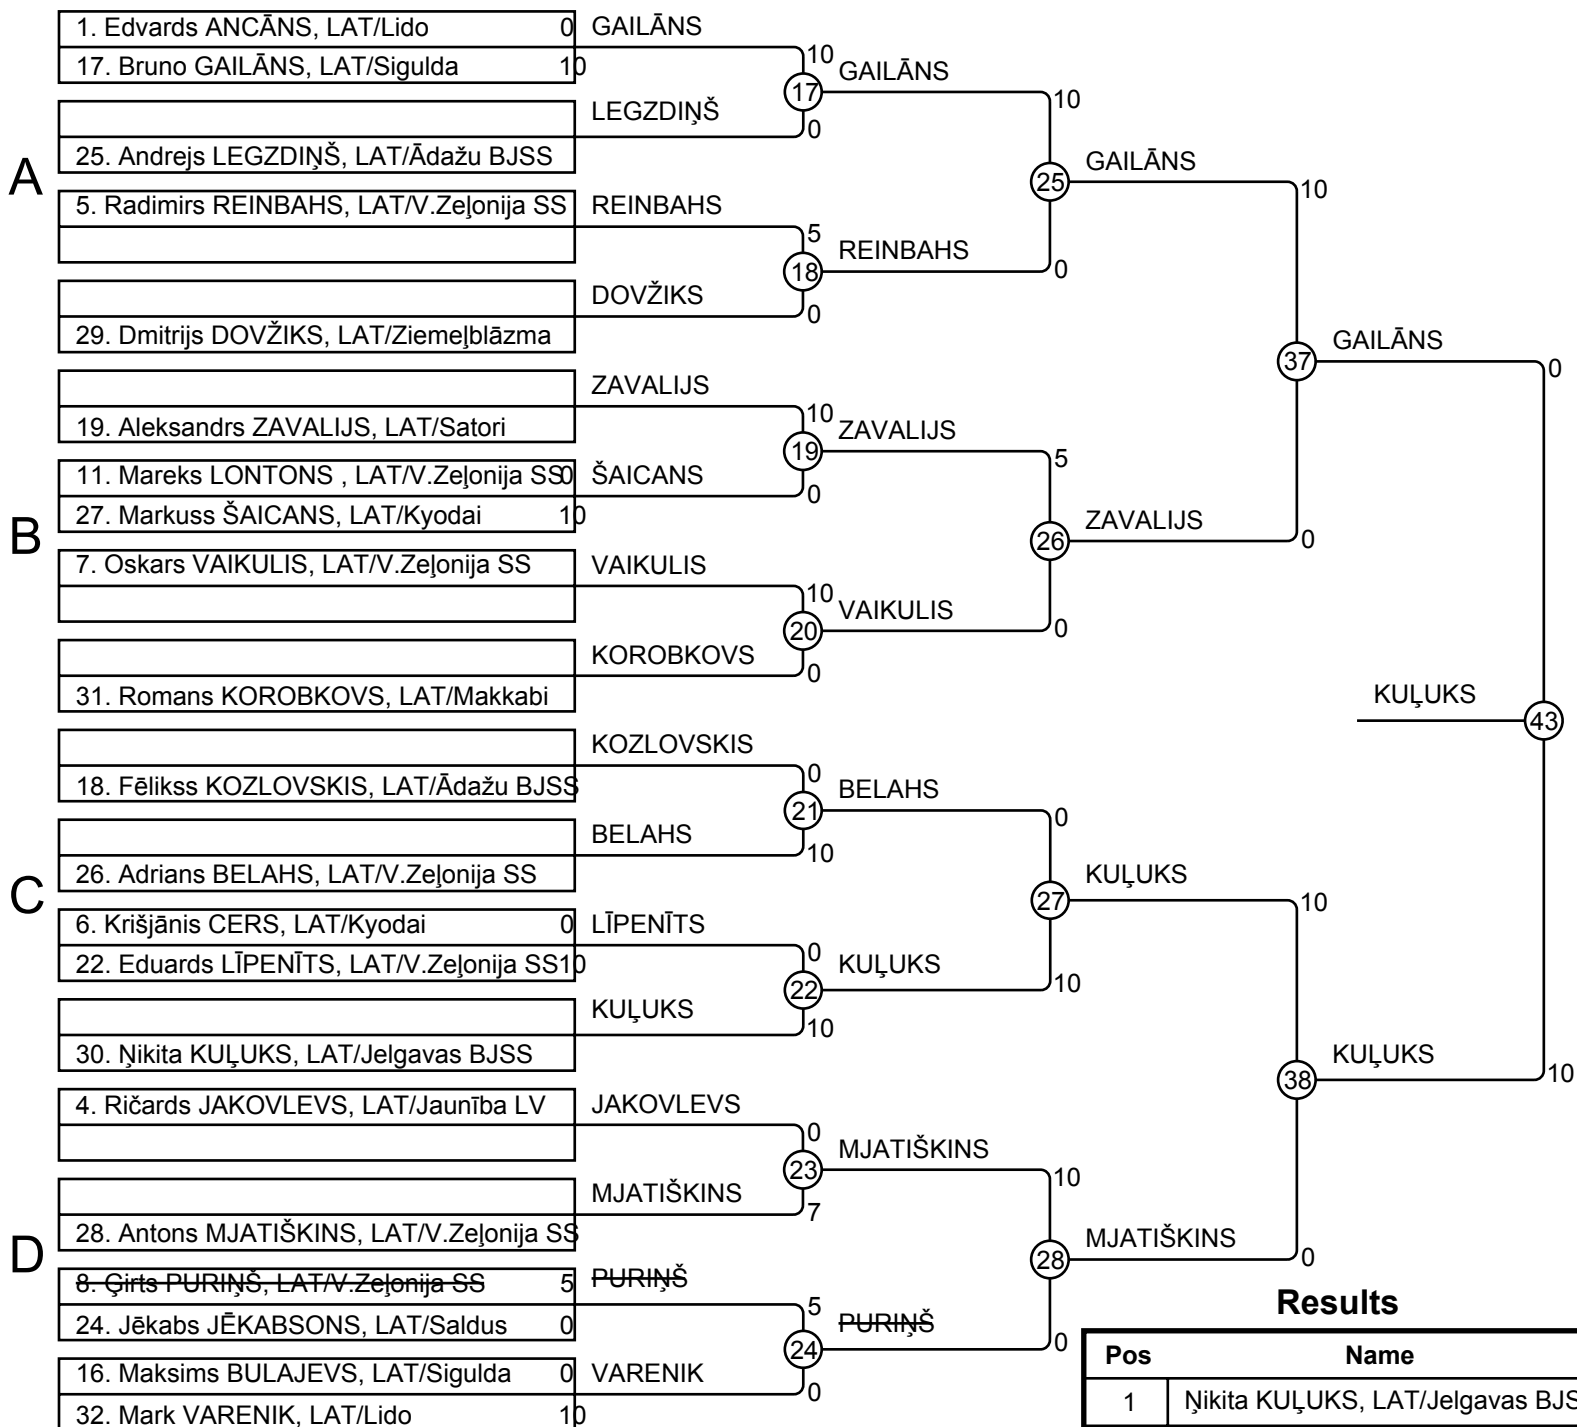 A
1. Edvards ANCĀNS, LAT/Lido 0
17. Bruno GAILĀNS, LAT/Sigulda 10
25. Andrejs LEGZDIŅŠ, LAT/Ādažu BJSS
5. Radimirs REINBAHS, LAT/V.Zeļonija SS
29. Dmitrijs DOVŽIKS, LAT/Ziemeļblāzma
B
19. Aleksandrs ZAVALIJS, LAT/Satori
11. Mareks LONTONS , LAT/V.Zeļonija SS 0
27. Markuss ŠAICANS, LAT/Kyodai 10
7. Oskars VAIKULIS, LAT/V.Zeļonija SS
31. Romans KOROBKOVS, LAT/Makkabi
C
18. Fēlikss KOZLOVSKIS, LAT/Ādažu BJSS
26. Adrians BELAHS, LAT/V.Zeļonija SS
6. Krišjānis CERS, LAT/Kyodai 0
22. Eduards LĪPENĪTS, LAT/V.Zeļonija SS 10
30. Ņikita KUĻUKS, LAT/Jelgavas BJSS
D
4. Ričards JAKOVLEVS, LAT/Jaunība LV
28. Antons MJATIŠKINS, LAT/V.Zeļonija SS
8. Ģirts PURIŅŠ, LAT/V.Zeļonija SS 5
24. Jēkabs JĒKABSONS, LAT/Saldus 0
16. Maksims BULAJEVS, LAT/Sigulda 0
32. Mark VARENIK, LAT/Lido 10
GAILĀNS 10
17
LEGZDIŅŠ 0
REINBAHS 5
18
DOVŽIKS 0
ZAVALIJS 10
19
ŠAICANS 0
VAIKULIS 10
20
KOROBKOVS 0
KOZLOVSKIS 0
21
BELAHS 10
LĪPENĪTS 0
22
KUĻUKS 10
JAKOVLEVS 0
23
MJATIŠKINS 7
PURIŅŠ 5
24
VARENIK 0
GAILĀNS 10
25
REINBAHS 0
ZAVALIJS 5
26
VAIKULIS 0
BELAHS 0
27
KUĻUKS 10
MJATIŠKINS 10
28
PURIŅŠ 0
GAILĀNS 10
37
ZAVALIJS 0
KUĻUKS 10
38
MJATIŠKINS 0
GAILĀNS 0
KUĻUKS 43
KUĻUKS 10
Results
Pos Name
1 Ņikita KUĻUKS, LAT/Jelgavas BJS